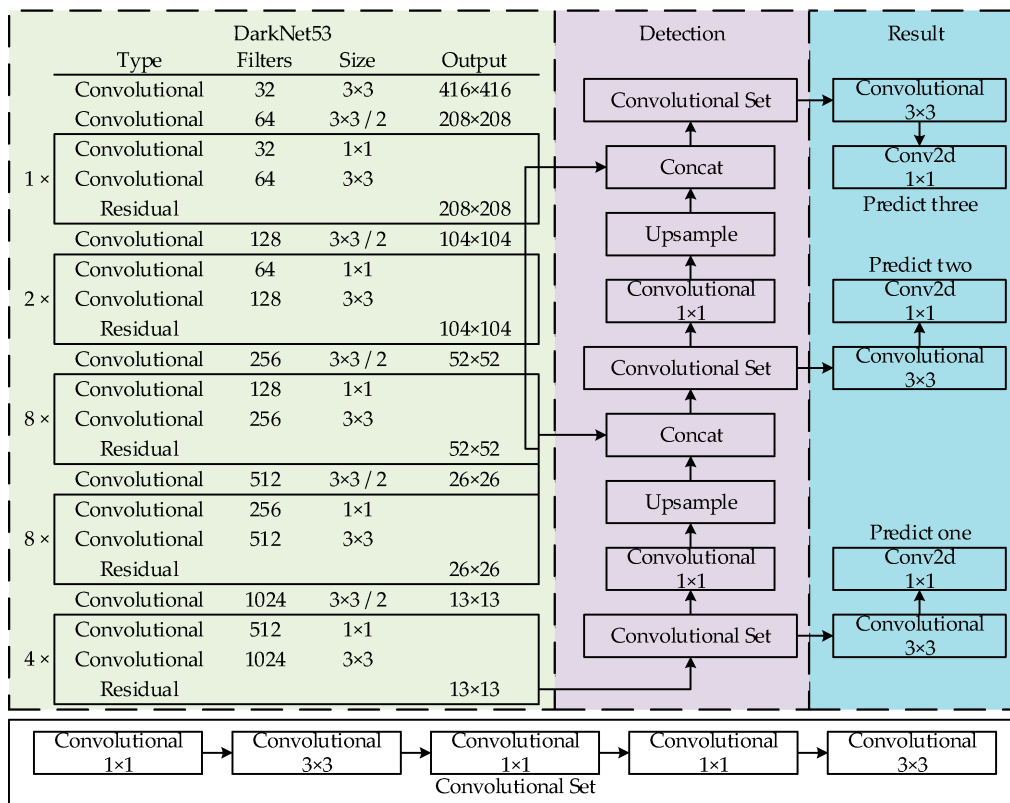 DarkNet53
Type Filters Size Output
Convolutional 32 3×3 416×416
Convolutional 64 3×3 / 2 208×208
1 ×
Convolutional 32 1×1
Convolutional 64 3×3
Residual 208×208
Convolutional 128 3×3 / 2 104×104
2 ×
Convolutional 64 1×1
Convolutional 128 3×3
Residual 104×104
Convolutional 256 3×3 / 2 52×52
8 ×
Convolutional 128 1×1
Convolutional 256 3×3
Residual 52×52
Convolutional 512 3×3 / 2 26×26
8 ×
Convolutional 256 1×1
Convolutional 512 3×3
Residual 26×26
Convolutional 1024 3×3 / 2 13×13
4 ×
Convolutional 512 1×1
Convolutional 1024 3×3
Residual 13×13
Detection
Convolutional Set
Concat
Upsample
Convolutional
1×1
Convolutional Set
Concat
Upsample
Convolutional
1×1
Convolutional Set
Result
Convolutional
3×3
Conv2d
1×1
Predict three
Predict two
Conv2d
1×1
Convolutional
3×3
Predict one
Conv2d
1×1
Convolutional
3×3
Convolutional
1×1
Convolutional
3×3
Convolutional
1×1
Convolutional
1×1
Convolutional
3×3
Convolutional Set